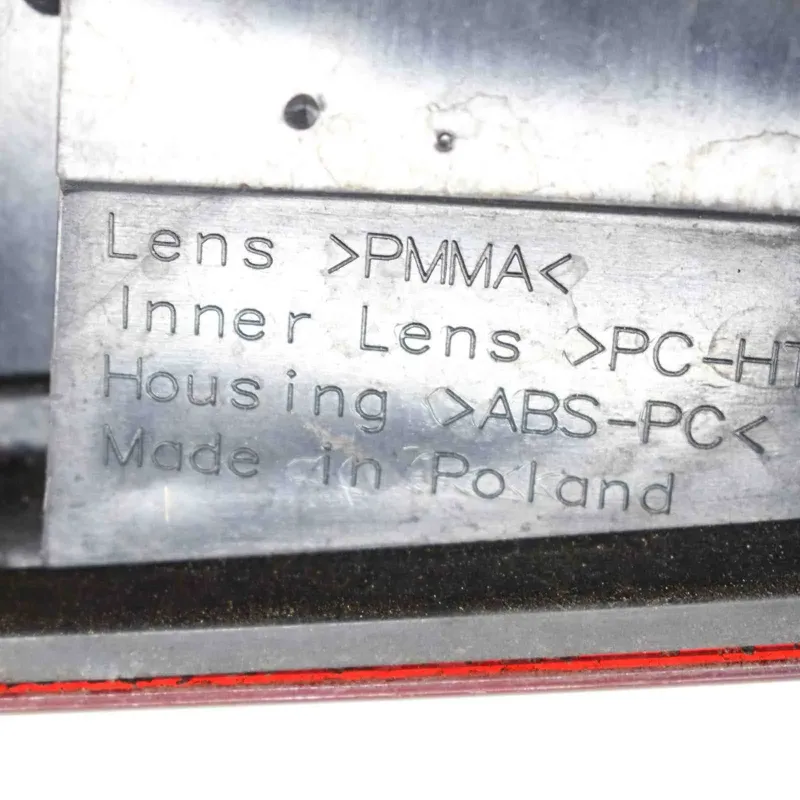 Lens >PMMA<
Inner Lens >PC-HT
Housing >ABS-PC<
Made in Poland